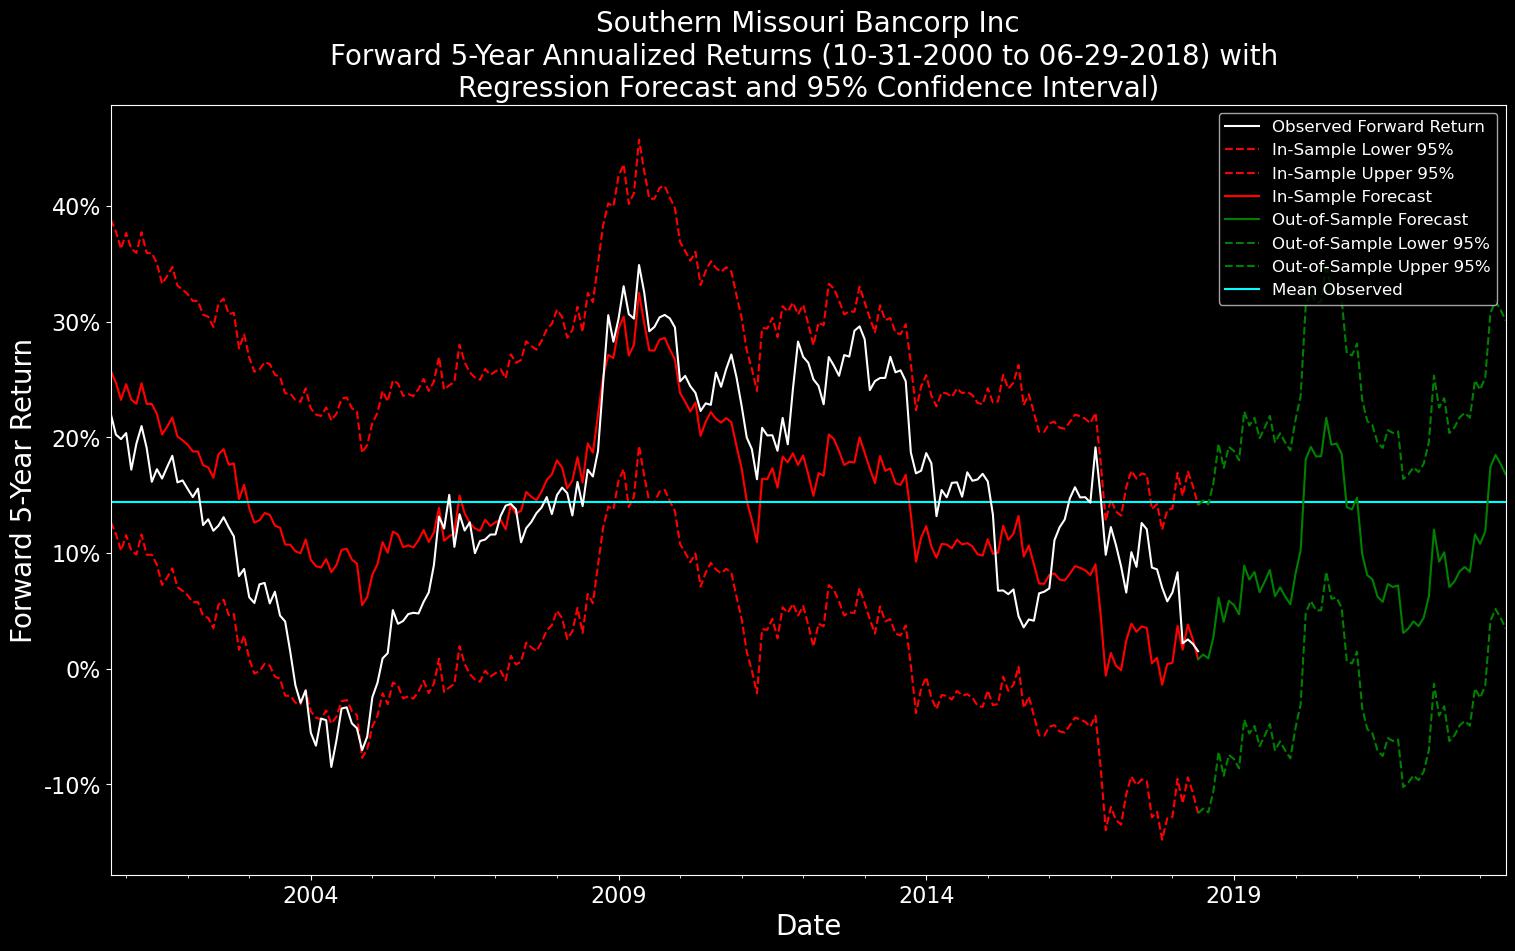 Southern Missouri Bancorp Inc
Forward 5-Year Annualized Returns (10-31-2000 to 06-29-2018) with
Regression Forecast and 95% Confidence Interval)
Observed Forward Return
In-Sample Lower 95%
In-Sample Upper 95%
In-Sample Forecast
Out-of-Sample Forecast
Out-of-Sample Lower 95%
Out-of-Sample Upper 95%
Mean Observed
Forward 5-Year Return
40%
30%
20%
10%
0%
-10%
2004
2009
2014
2019
Date